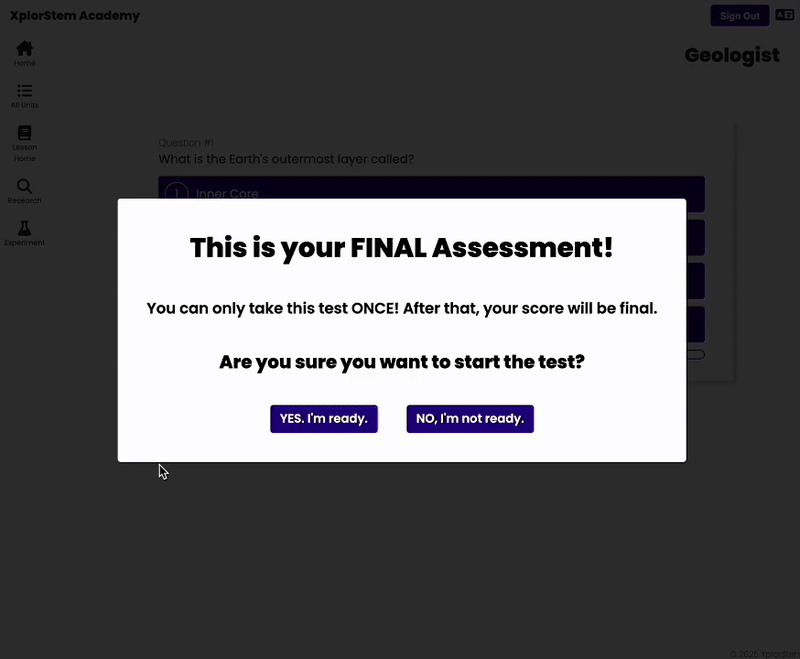 XplorStem Academy
Sign Out
Home
Geologist
All Units
Lesson
Home
Question #1
What is the Earth's outermost layer called?
Research
1 Inner Core
Experiment
This is your FINAL Assessment!
You can only take this test ONCE! After that, your score will be final.
Are you sure you want to start the test?
YES. I'm ready.
NO, I'm not ready.
© 2025 XplorStem